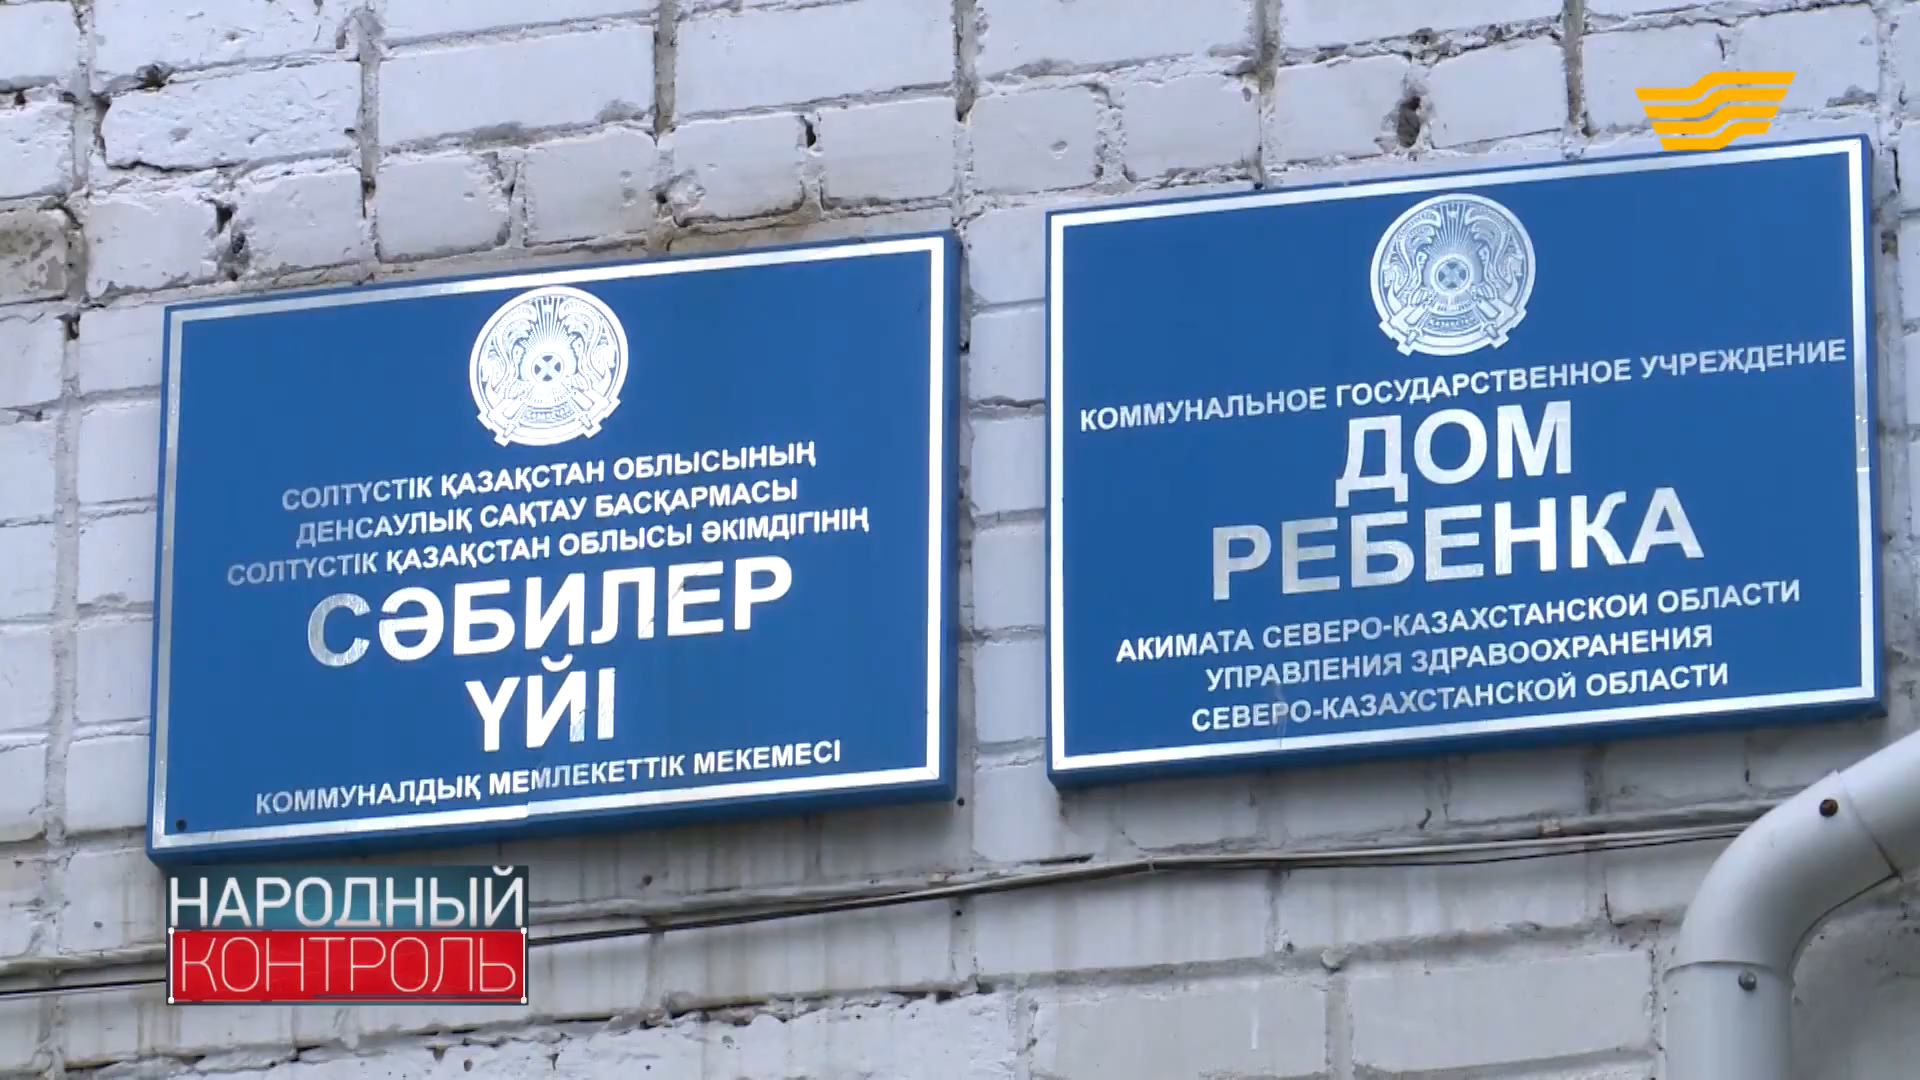 СОЛТҮСТІК ҚАЗАҚСТАН ОБЛЫСЫНЫҢ
ДЕНСАУЛЫҚ САҚТАУ БАСҚАРМАСЫ
СОЛТҮСТІК ҚАЗАҚСТАН ОБЛЫСЫ ӘКІМДІГІНІҢ
СӘБИЛЕР
ҮЙІ
КОММУНАЛДЫҚ МЕМЛЕКЕТТІК МЕКЕМЕСІ
КОММУНАЛЬНОЕ ГОСУДАРСТВЕННОЕ УЧРЕЖДЕНИЕ
ДОМ
РЕБЕНКА
АКИМАТА СЕВЕРО-КАЗАХСТАНСКОИ ОБЛАСТИ
УПРАВЛЕНИЯ ЗДРАВООХРАНЕНИЯ
СЕВЕРО-КАЗАХСТАНСКОЙ ОБЛАСТИ
НАРОДНЫЙ
КОНТРОЛЬ